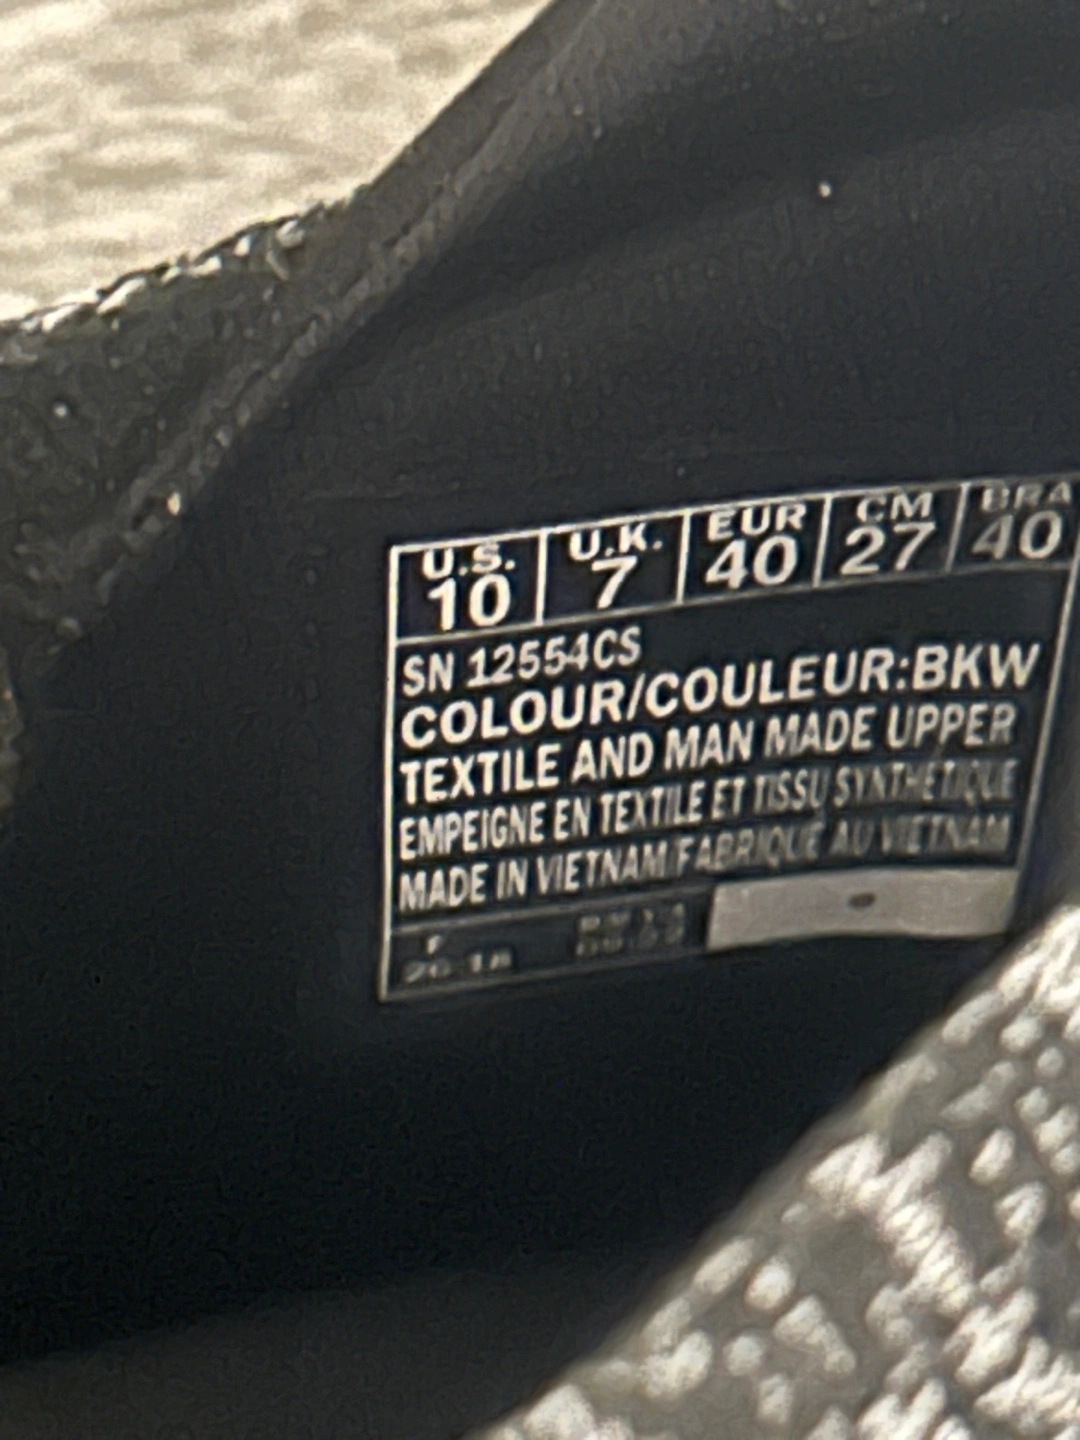 U.S. U.K. EUR CM BRA
10 7 40 27 40
SN 12554CS
COLOUR/COULEUR:BKW
TEXTILE AND MAN MADE UPPER
EMPEIGNE EN TEXTILE ET TISSU SYNTHETIQUE
MADE IN VIETNAM/FABRIQUÉ AU VIETNAM